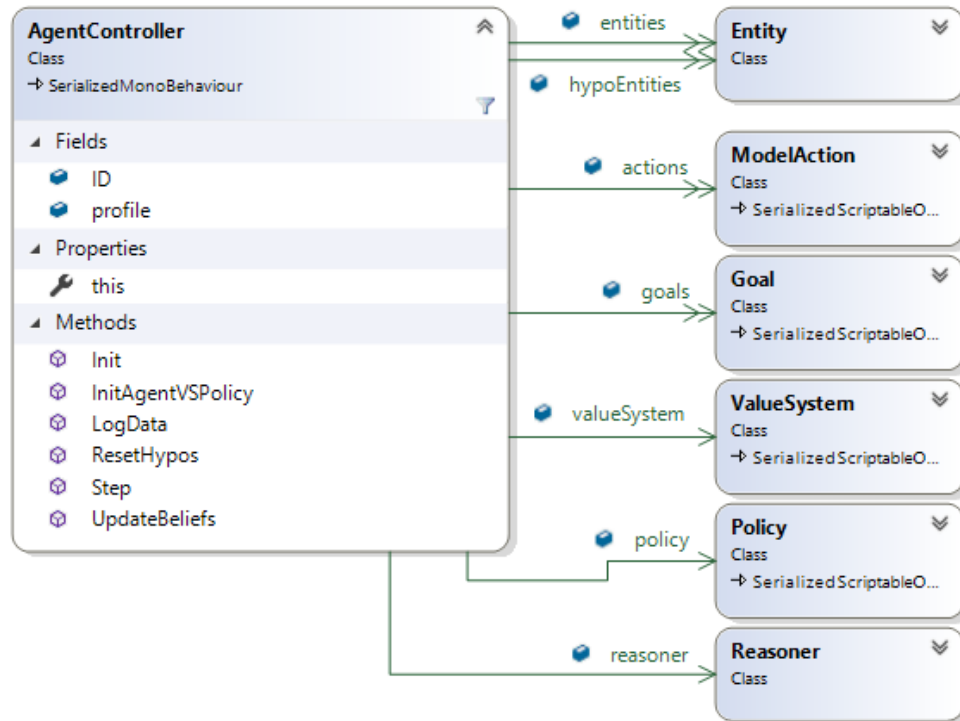 AgentController
Class
SerializedMonoBehaviour
Fields
ID
profile
Properties
this
Methods
Init
InitAgentVSPolicy
LogData
ResetHypos
Step
UpdateBeliefs
entities
hypoEntities
actions
goals
valueSystem
policy
reasoner
Entity
Class
ModelAction
Class
SerializedScriptableO...
Goal
Class
SerializedScriptableO...
ValueSystem
Class
SerializedScriptableO...
Policy
Class
SerializedScriptableO...
Reasoner
Class